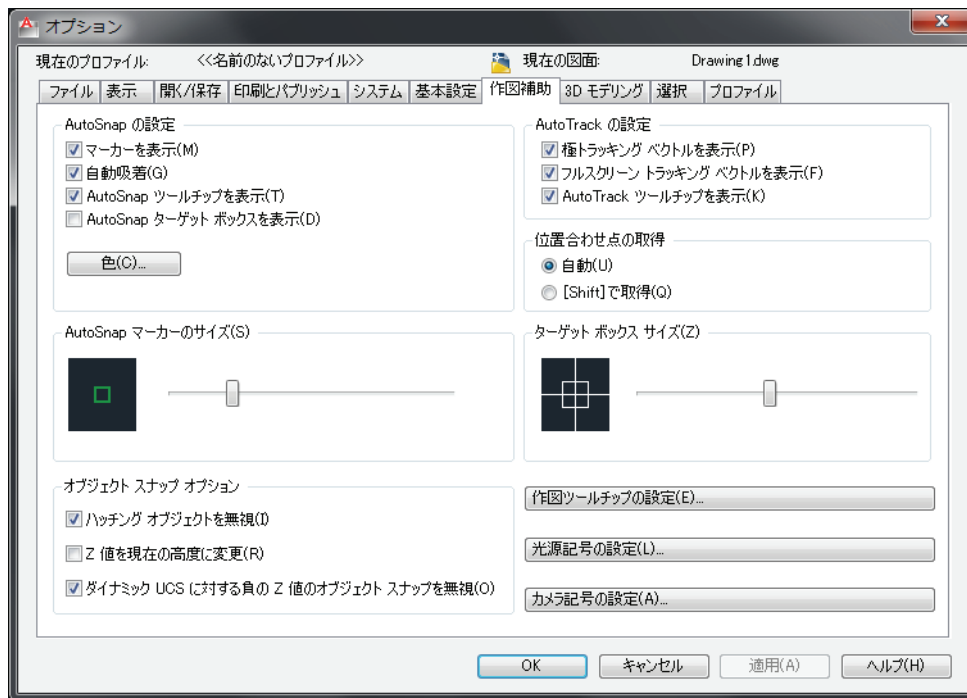 オプション
現在のプロファイル: <<名前のないプロファイル>> 現在の図面: Drawing1.dwg
ファイル 表示 開く/保存 印刷とパブリッシュ システム 基本設定 作図補助 3D モデリング 選択 プロファイル
AutoSnap の設定
マーカーを表示(M)
自動吸着(G)
AutoSnap ツールチップを表示(T)
AutoSnap ターゲット ボックスを表示(D)
色(C)...
AutoTrack の設定
極トラッキング ベクトルを表示(P)
フルスクリーン トラッキング ベクトルを表示(F)
AutoTrack ツールチップを表示(K)
位置合わせ点の取得
自動(U)
[Shift]で取得(Q)
AutoSnap マーカーのサイズ(S)
ターゲット ボックス サイズ(Z)
オブジェクト スナップ オプション
ハッチング オブジェクトを無視(I)
Z 値を現在の高度に変更(R)
ダイナミック UCS に対する負の Z 値のオブジェクト スナップを無視(O)
作図ツールチップの設定(E)...
光源記号の設定(L)...
カメラ記号の設定(A)...
OK キャンセル 適用(A) ヘルプ(H)